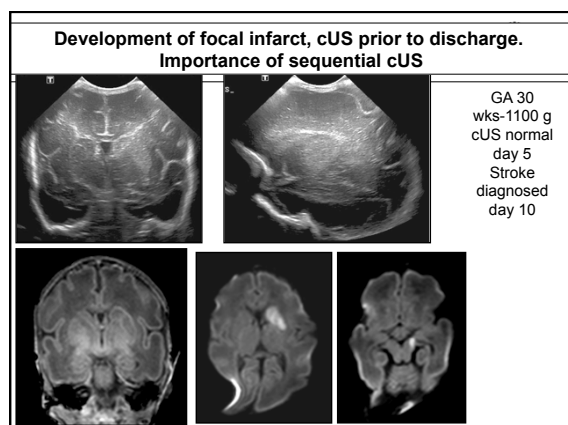 Development of focal infarct, cUS prior to discharge.
Importance of sequential cUS
GA 30
wks-1100 g
cUS normal
day 5
Stroke
diagnosed
day 10
T
T
S